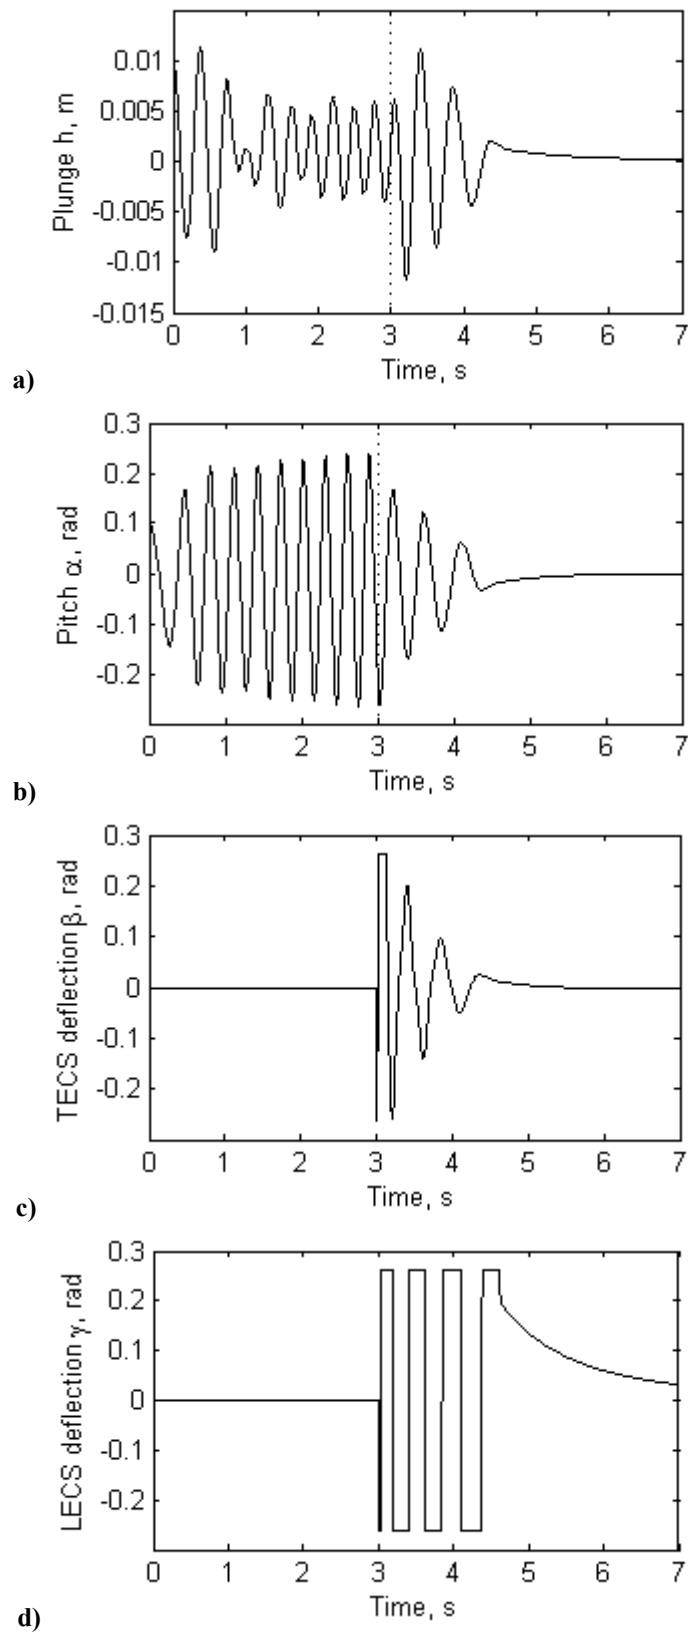 0.01
0.005
0
-0.005
-0.01
-0.015
Plunge h, m
0 1 2 3 4 5 6 7
Time, s
a)
0.3
0.2
0.1
0
-0.1
-0.2
Pitch α, rad
0 1 2 3 4 5 6 7
Time, s
b)
0.3
0.2
0.1
0
-0.1
-0.2
TECS deflection β, rad
0 1 2 3 4 5 6 7
Time, s
c)
0.3
0.2
0.1
0
-0.1
-0.2
LECS deflection γ, rad
0 1 2 3 4 5 6 7
Time, s
d)